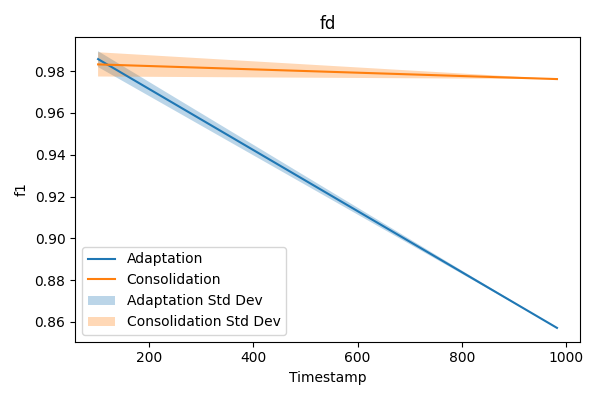 fd
f1
0.98
0.96
0.94
0.92
0.90
0.88
0.86
Adaptation
Consolidation
Adaptation Std Dev
Consolidation Std Dev
200
400
600
800
1000
Timestamp